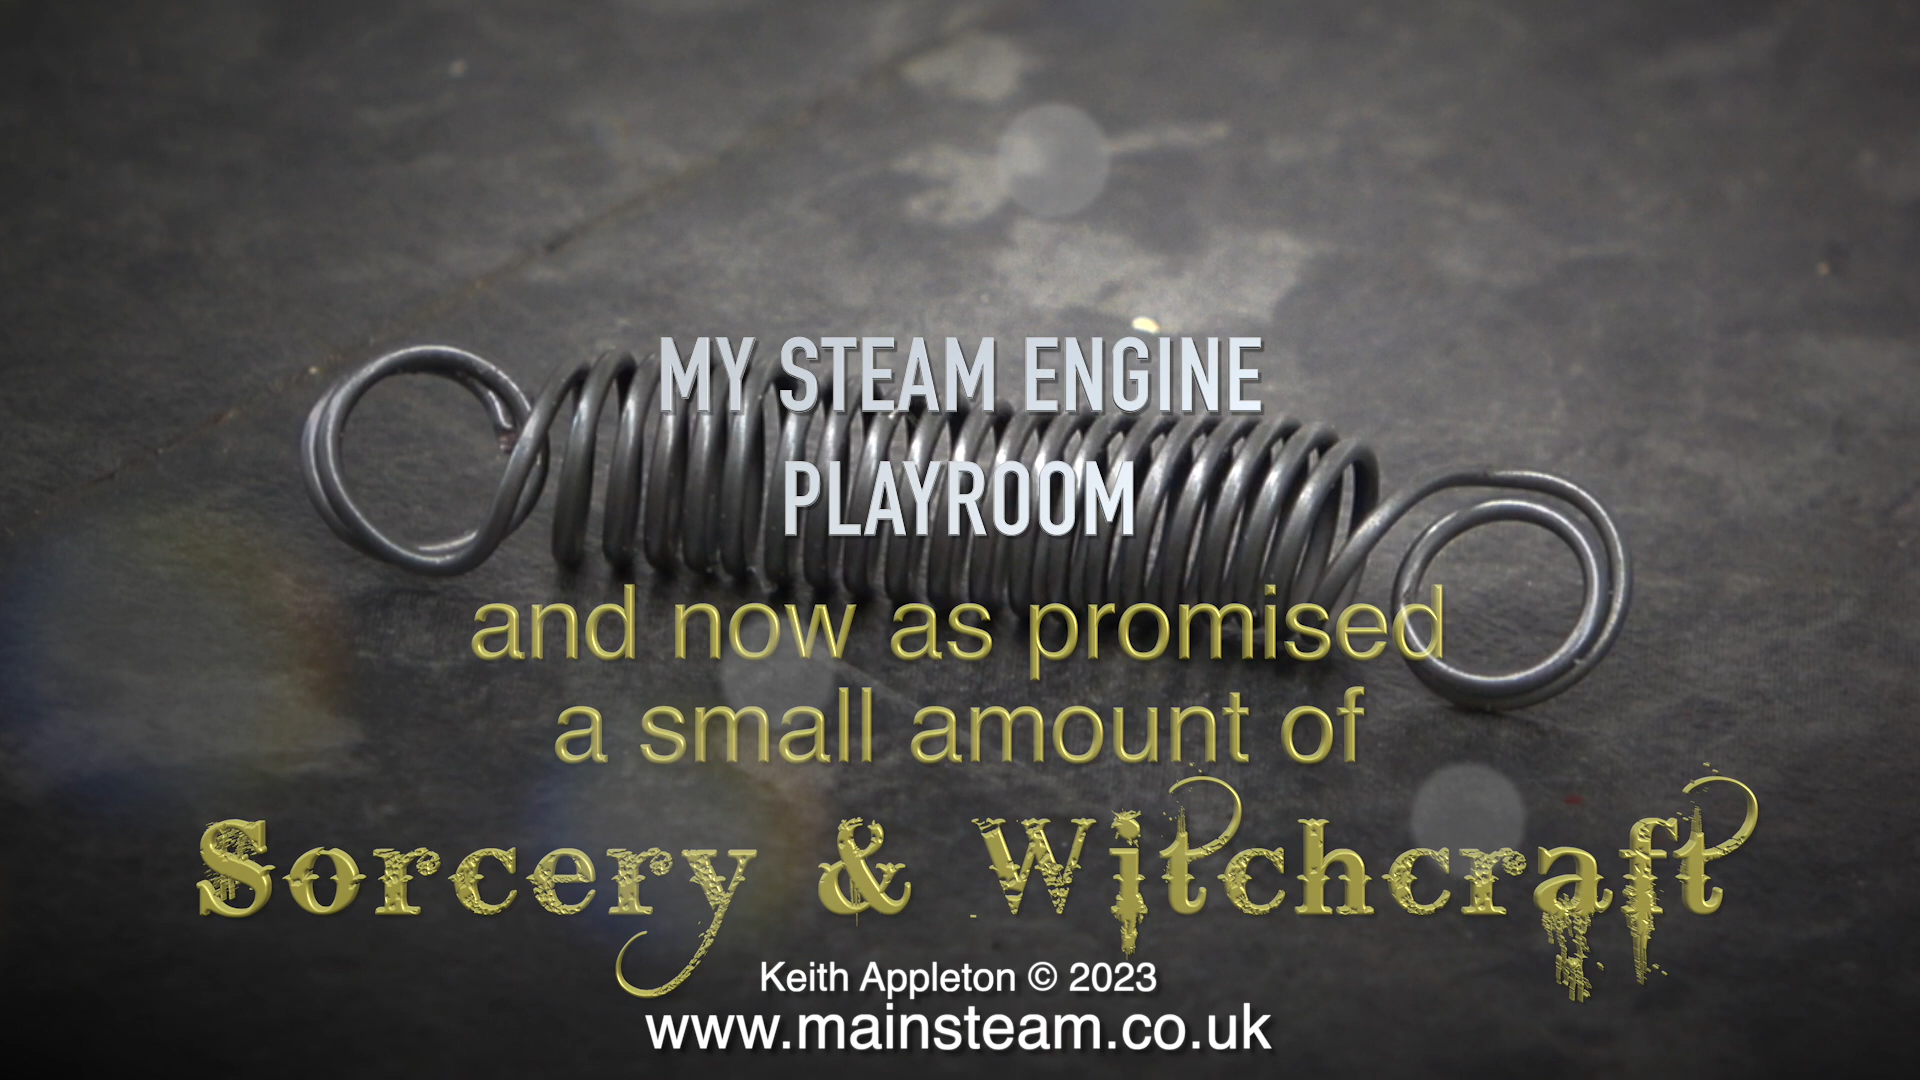 MY STEAM ENGINE
PLAYROOM
and now as promised
a small amount of
Sorcery & Witchcraft
Keith Appleton © 2023
www.mainsteam.co.uk